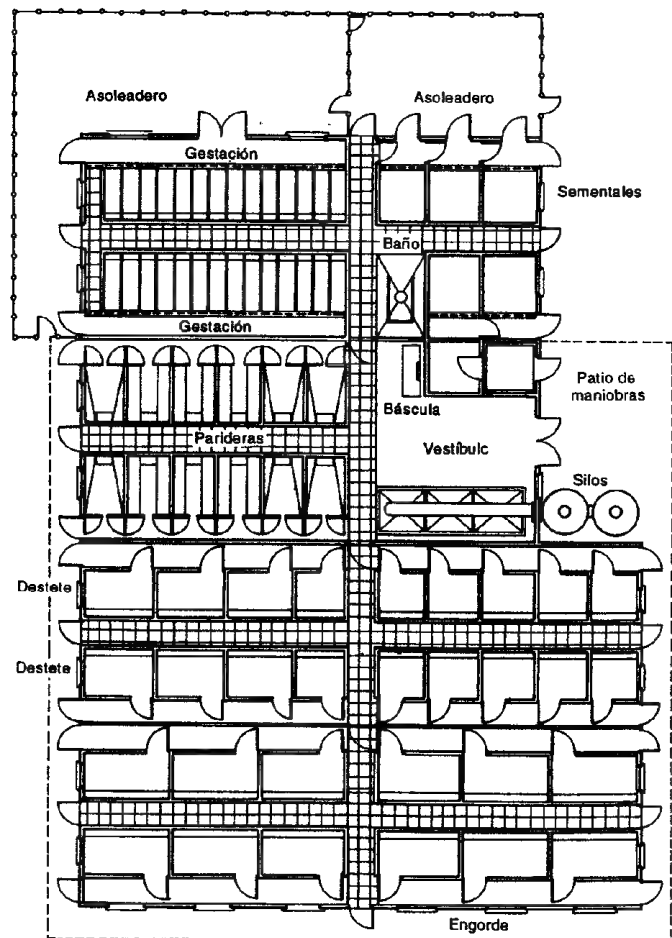 Asoleadero
Asoleadero
Gestación
Sementales
Baño
Gestación
Patio de
maniobras
Báscula
Parideras
Vestíbulc
Silos
Destete
Destete
Engorde